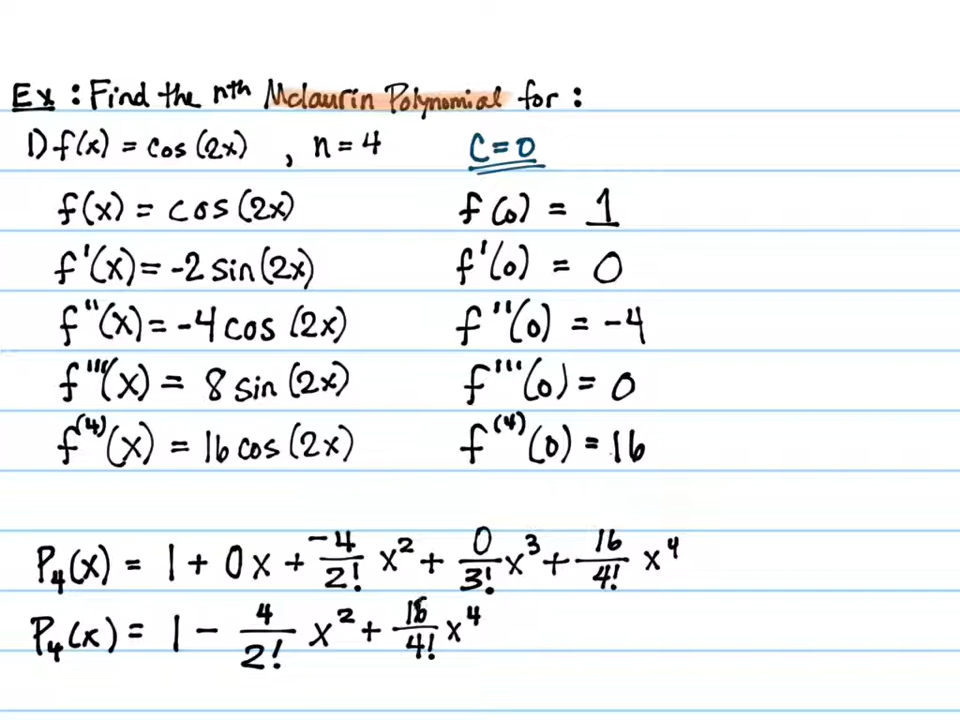 Ex : Find the nth Mclaurin Polynomial for :
1) f(x) = cos (2x) , n = 4 C = 0
f(x) = cos (2x) f(0) = 1
f'(x) = -2 sin (2x) f'(0) = 0
f''(x) = -4 cos (2x) f''(0) = -4
f'''(x) = 8 sin (2x) f'''(0) = 0
f^(4)(x) = 16 cos (2x) f^(4)(0) = 16
P₄(x) = 1 + 0x + -4/2! x² + 0/3! x³ + 16/4! x⁴
P₄(x) = 1 - 4/2! x² + 16/4! x⁴